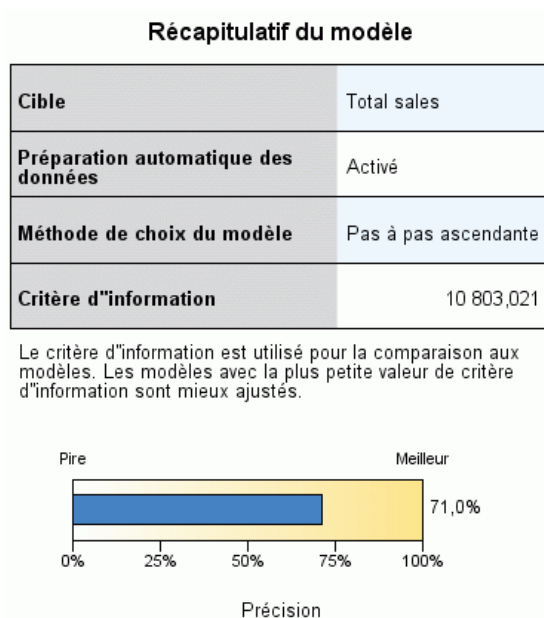 Récapitulatif du modèle
Cible
Total sales
Préparation automatique des
données
Activé
Méthode de choix du modèle
Pas à pas ascendante
Critère d"information
10 803,021
Le critère d"information est utilisé pour la comparaison aux
modèles. Les modèles avec la plus petite valeur de critère
d"information sont mieux ajustés.
Pire
Meilleur
71,0%
0%
25%
50%
75%
100%
Précision